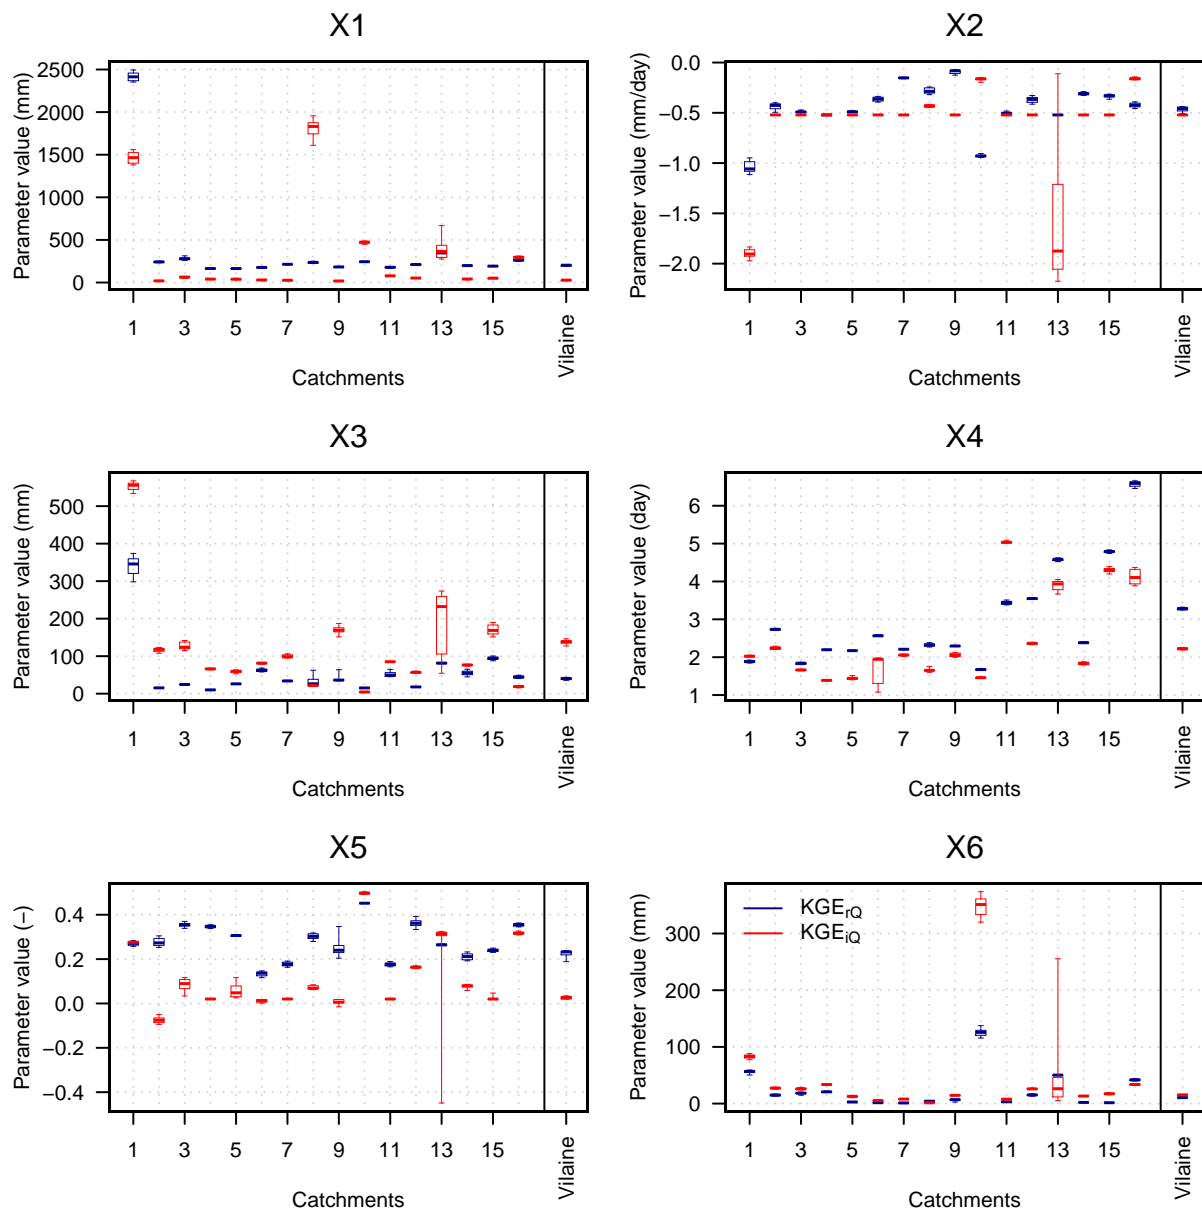 X1
Parameter value (mm)
2500
2000
1500
1000
500
0
1 3 5 7 9 11 13 15 Vilaine
Catchments
X2
Parameter value (mm/day)
0.0
−0.5
−1.0
−1.5
−2.0
1 3 5 7 9 11 13 15 Vilaine
Catchments
X3
Parameter value (mm)
500
400
300
200
100
0
1 3 5 7 9 11 13 15 Vilaine
Catchments
X4
Parameter value (day)
6
5
4
3
2
1
1 3 5 7 9 11 13 15 Vilaine
Catchments
X5
Parameter value (−)
0.4
0.2
0.0
−0.2
−0.4
1 3 5 7 9 11 13 15 Vilaine
Catchments
X6
Parameter value (mm)
300
200
100
0
KGErQ
KGEiQ
1 3 5 7 9 11 13 15 Vilaine
Catchments